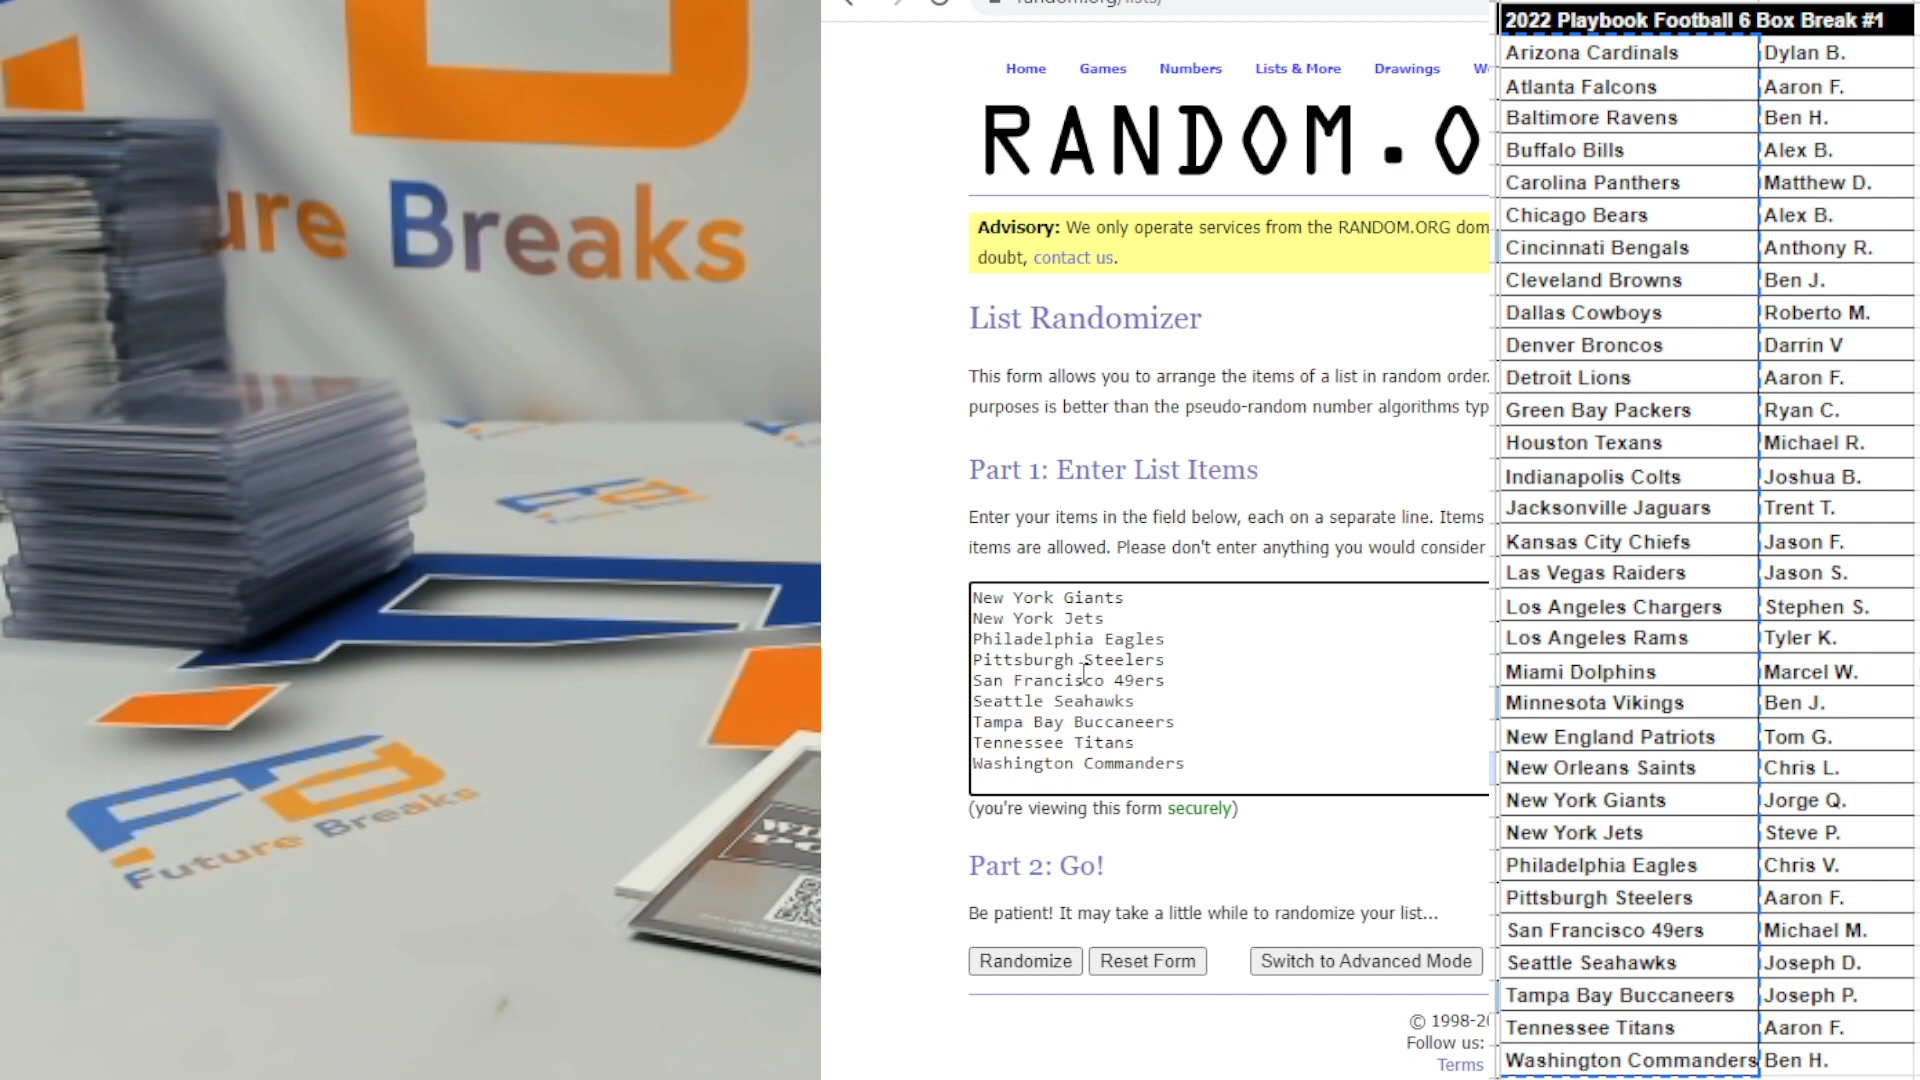 ure Breaks
Future Breaks
Home Games Numbers Lists & More Drawings
RANDOM.O
Advisory: We only operate services from the RANDOM.ORG dom
doubt, contact us.
List Randomizer
This form allows you to arrange the items of a list in random order.
purposes is better than the pseudo-random number algorithms typ
Part 1: Enter List Items
Enter your items in the field below, each on a separate line. Items
items are allowed. Please don't enter anything you would consider
New York Giants
New York Jets
Philadelphia Eagles
Pittsburgh Steelers
San Francisco 49ers
Seattle Seahawks
Tampa Bay Buccaneers
Tennessee Titans
Washington Commanders
(you're viewing this form securely)
Part 2: Go!
Be patient! It may take a little while to randomize your list...
Randomize Reset Form Switch to Advanced Mode
© 1998-20
Follow us:
Terms
2022 Playbook Football 6 Box Break #1
Arizona Cardinals Dylan B.
Atlanta Falcons Aaron F.
Baltimore Ravens Ben H.
Buffalo Bills Alex B.
Carolina Panthers Matthew D.
Chicago Bears Alex B.
Cincinnati Bengals Anthony R.
Cleveland Browns Ben J.
Dallas Cowboys Roberto M.
Denver Broncos Darrin V
Detroit Lions Aaron F.
Green Bay Packers Ryan C.
Houston Texans Michael R.
Indianapolis Colts Joshua B.
Jacksonville Jaguars Trent T.
Kansas City Chiefs Jason F.
Las Vegas Raiders Jason S.
Los Angeles Chargers Stephen S.
Los Angeles Rams Tyler K.
Miami Dolphins Marcel W.
Minnesota Vikings Ben J.
New England Patriots Tom G.
New Orleans Saints Chris L.
New York Giants Jorge Q.
New York Jets Steve P.
Philadelphia Eagles Chris V.
Pittsburgh Steelers Aaron F.
San Francisco 49ers Michael M.
Seattle Seahawks Joseph D.
Tampa Bay Buccaneers Joseph P.
Tennessee Titans Aaron F.
Washington Commanders Ben H.